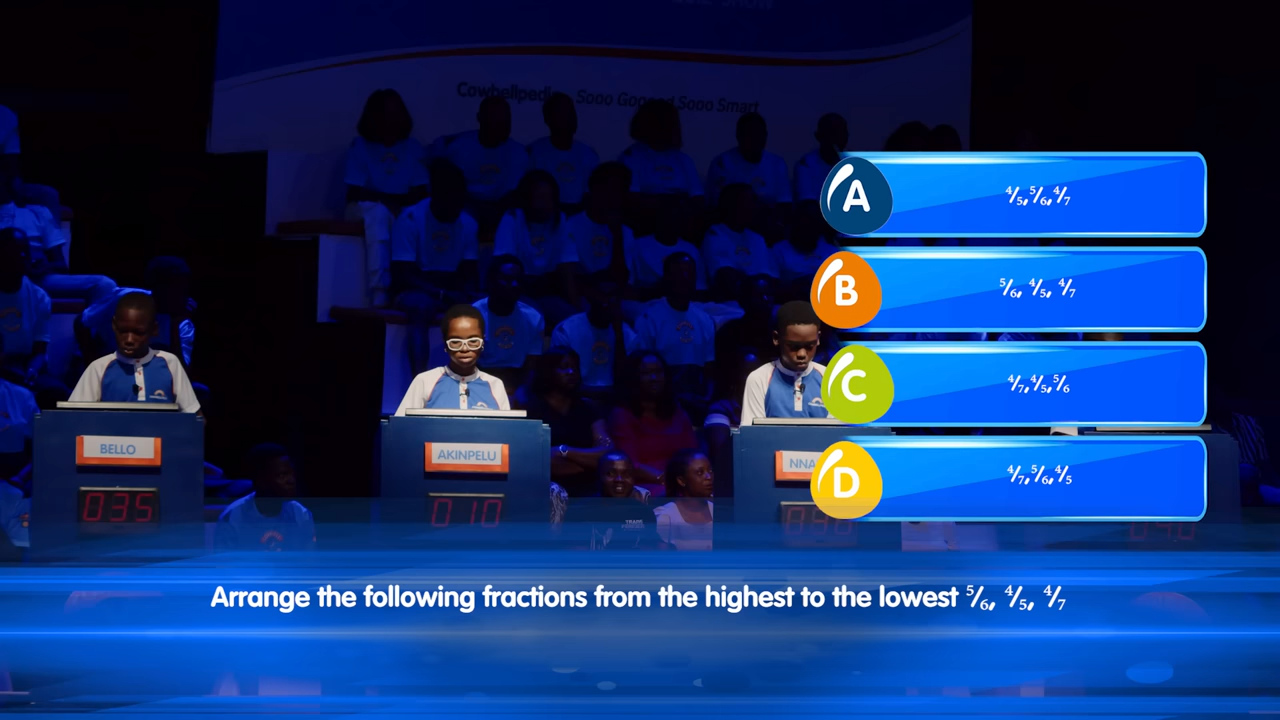 Cowbellpedia Sooo Sooo Smart
A
⁴/₅, ⁵/₆, ⁴/₇
B
⁵/₆, ⁴/₅, ⁴/₇
C
⁴/₇, ⁴/₅, ⁵/₆
D
⁴/₇, ⁵/₆, ⁴/₅
BELLO
AKINPELU
NNA
035
010
Arrange the following fractions from the highest to the lowest ⁵/₆, ⁴/₅, ⁴/₇